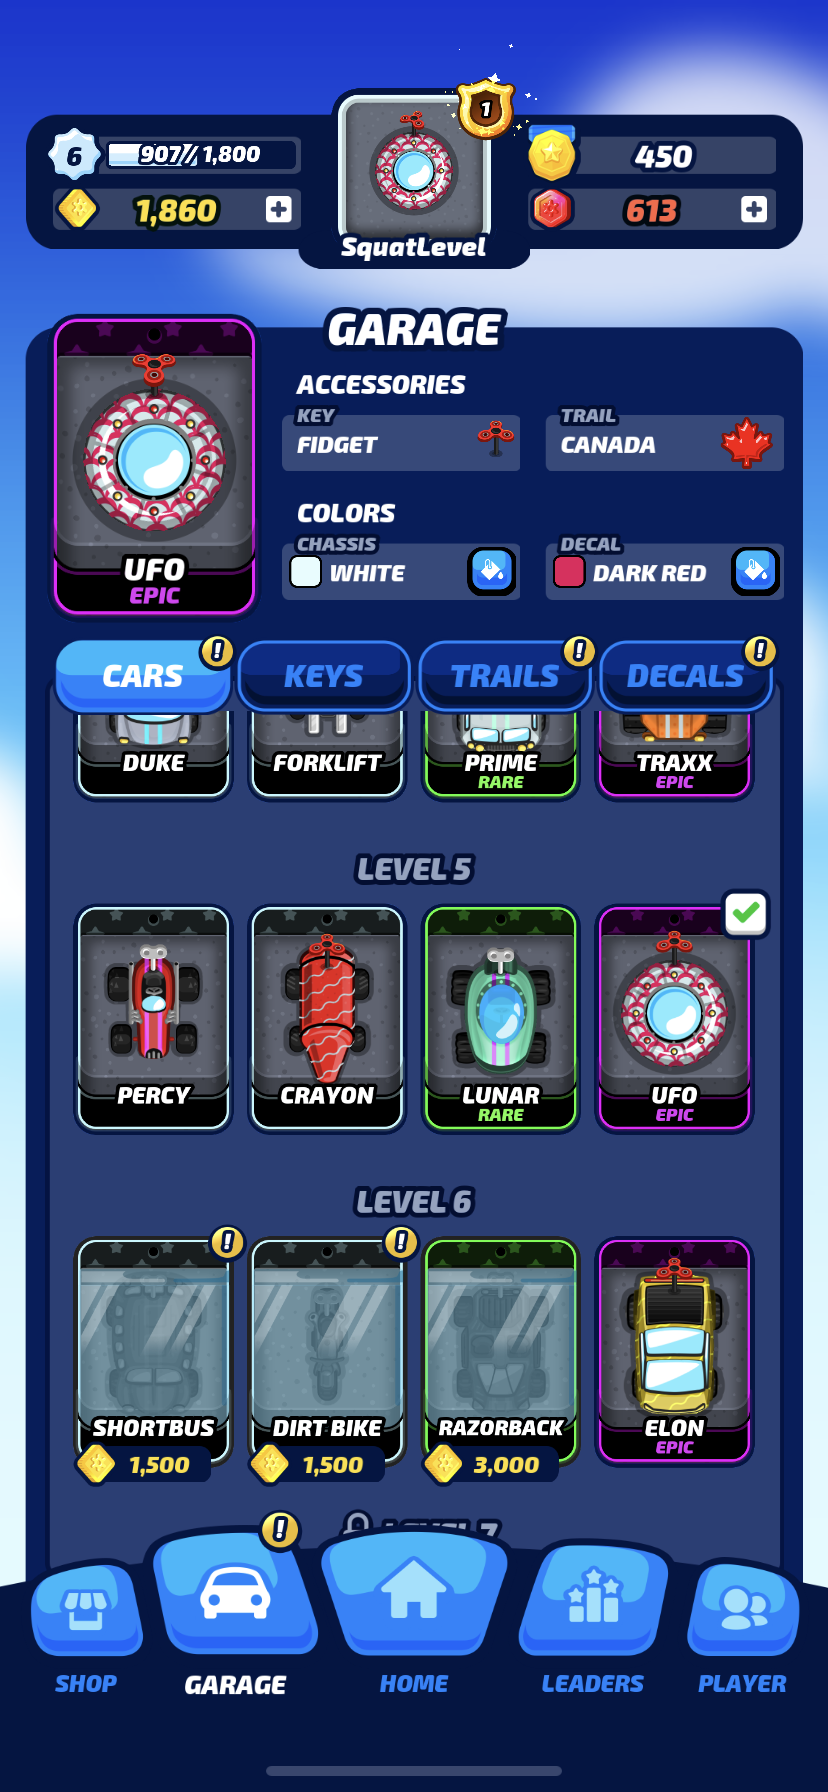 1
6
907/1,800
450
1,860
613
SquatLevel
GARAGE
ACCESSORIES
KEY
FIDGET
TRAIL
CANADA
COLORS
CHASSIS
WHITE
DECAL
DARK RED
UFO
EPIC
CARS
KEYS
TRAILS
DECALS
DUKE
FORKLIFT
PRIME
RARE
TRAXX
EPIC
LEVEL 5
PERCY
CRAYON
LUNAR
RARE
UFO
EPIC
LEVEL 6
SHORTBUS
1,500
DIRT BIKE
1,500
RAZORBACK
3,000
ELON
EPIC
LEVEL 7
SHOP
GARAGE
HOME
LEADERS
PLAYER